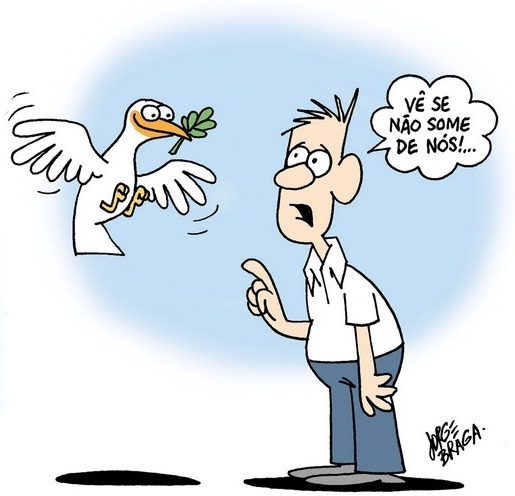 VÊ SE
NÃO SOME
DE NÓS!...
JORGE
BRAGA.